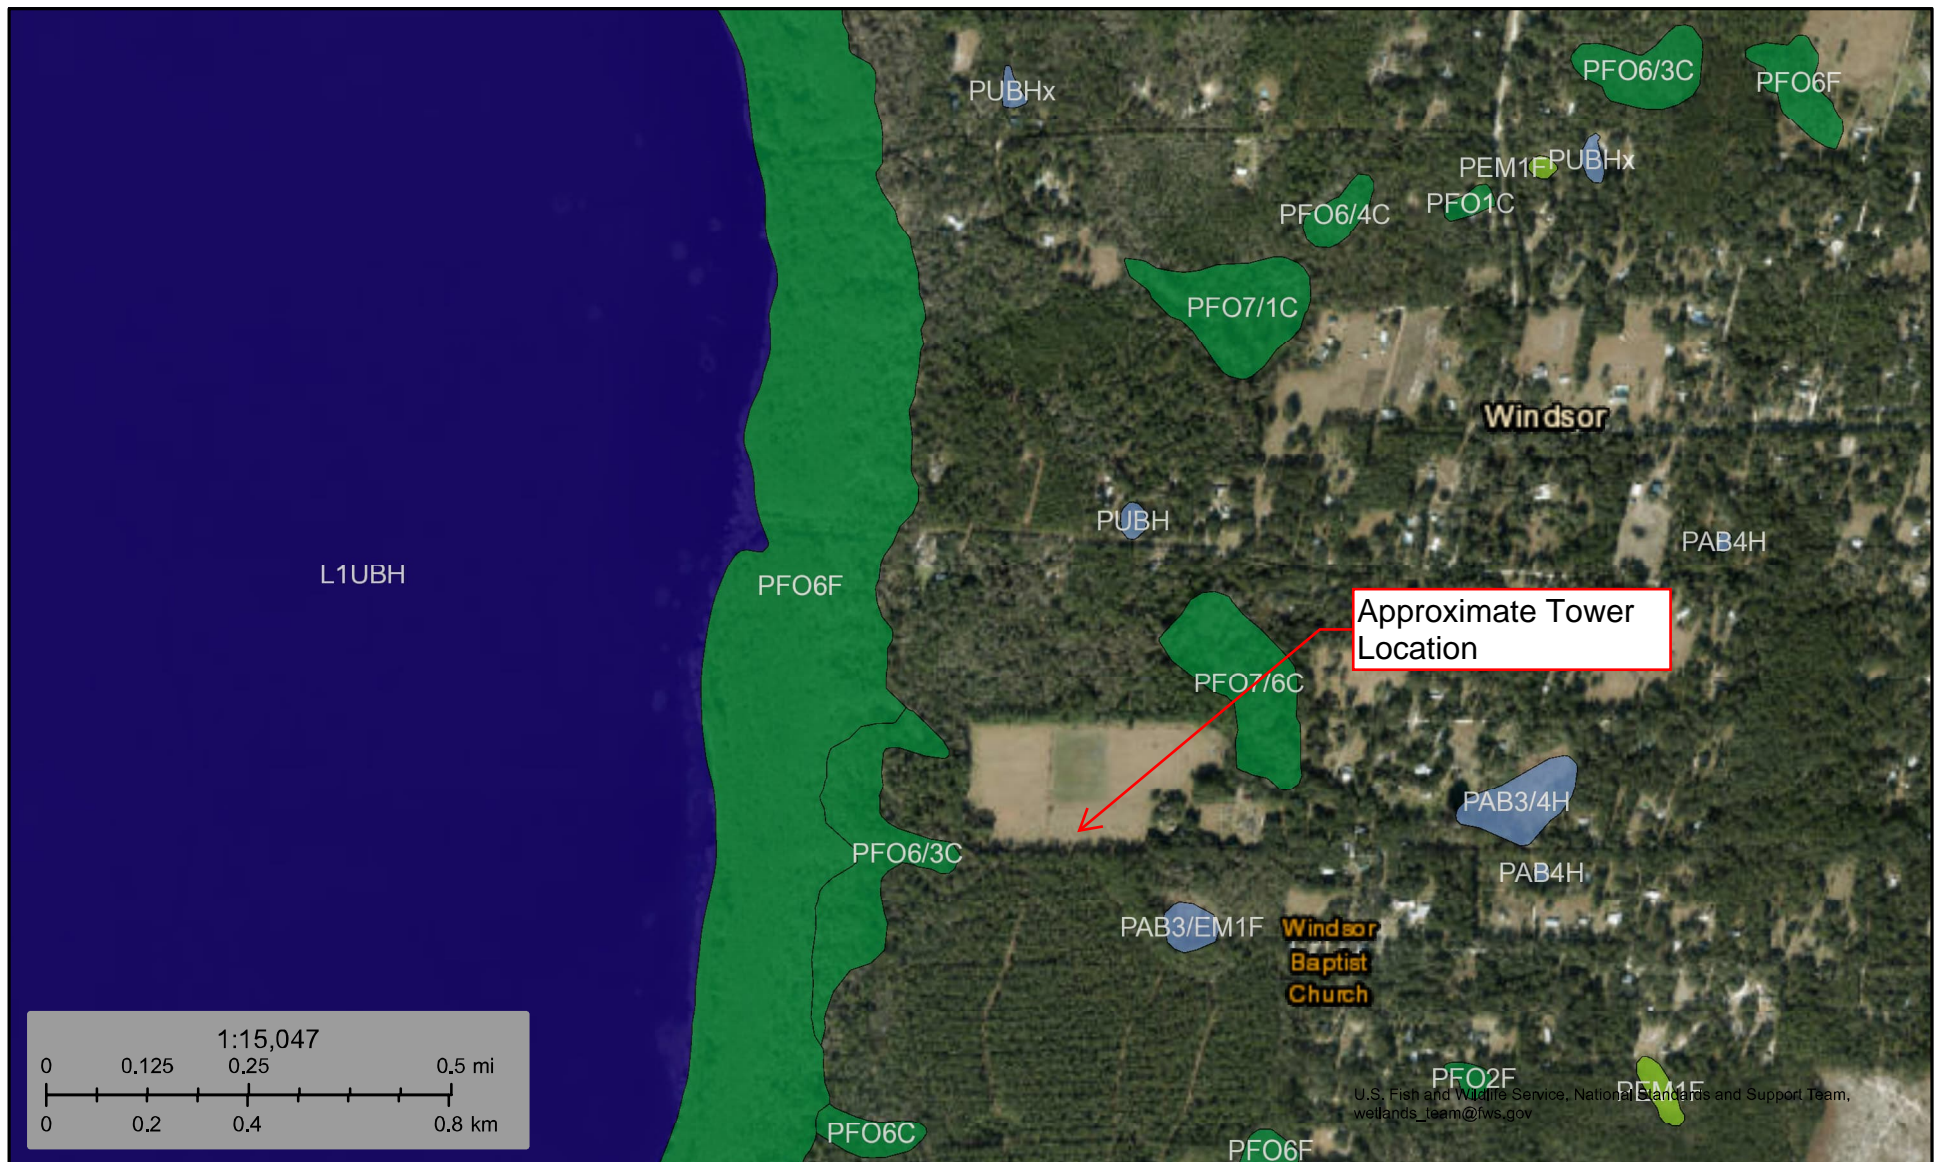 PFO6/3C
PFO6F
PUBHx
PEM1F
PUBHx
PFO1C
PFO6/4C
PFO7/1C
Windsor
PUBH
PAB4H
L1UBH
PFO6F
Approximate Tower
Location
PFO7/6C
PAB3/4H
PFO6/3C
PAB4H
PAB3/EM1F
Windsor
Baptist
Church
1:15,047
0 0.125 0.25 0.5 mi
0 0.2 0.4 0.8 km
PFO2F
PEM1F
U.S. Fish and Wildlife Service, National Standards and Support Team,
wetlands_team@fws.gov
PFO6C
PFO6F